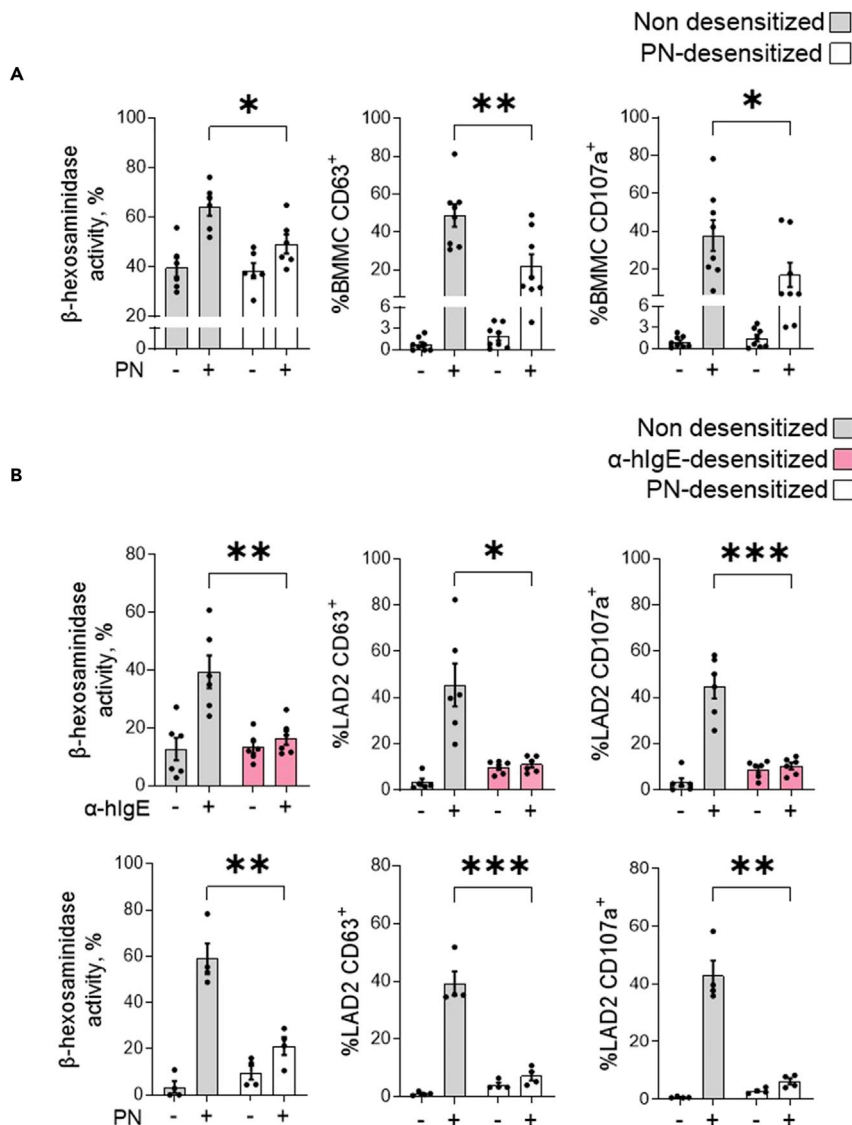 Non desensitized
PN-desensitized
A
β-hexosaminidase
activity, %
100
80
60
40
20
0
*
PN - + - +
%BMMC CD63+
100
80
60
40
20
6
3
0
**
- + - +
%BMMC CD107a+
100
80
60
40
20
6
3
0
*
- + - +
Non desensitized
α-hIgE-desensitized
PN-desensitized
B
β-hexosaminidase
activity, %
80
60
40
20
0
**
α-hIgE - + - +
%LAD2 CD63+
100
80
60
40
20
0
*
- + - +
%LAD2 CD107a+
100
80
60
40
20
0
***
- + - +
β-hexosaminidase
activity, %
100
80
60
40
20
0
**
PN - + - +
%LAD2 CD63+
80
60
40
20
0
***
- + - +
%LAD2 CD107a+
80
60
40
20
0
**
- + - +